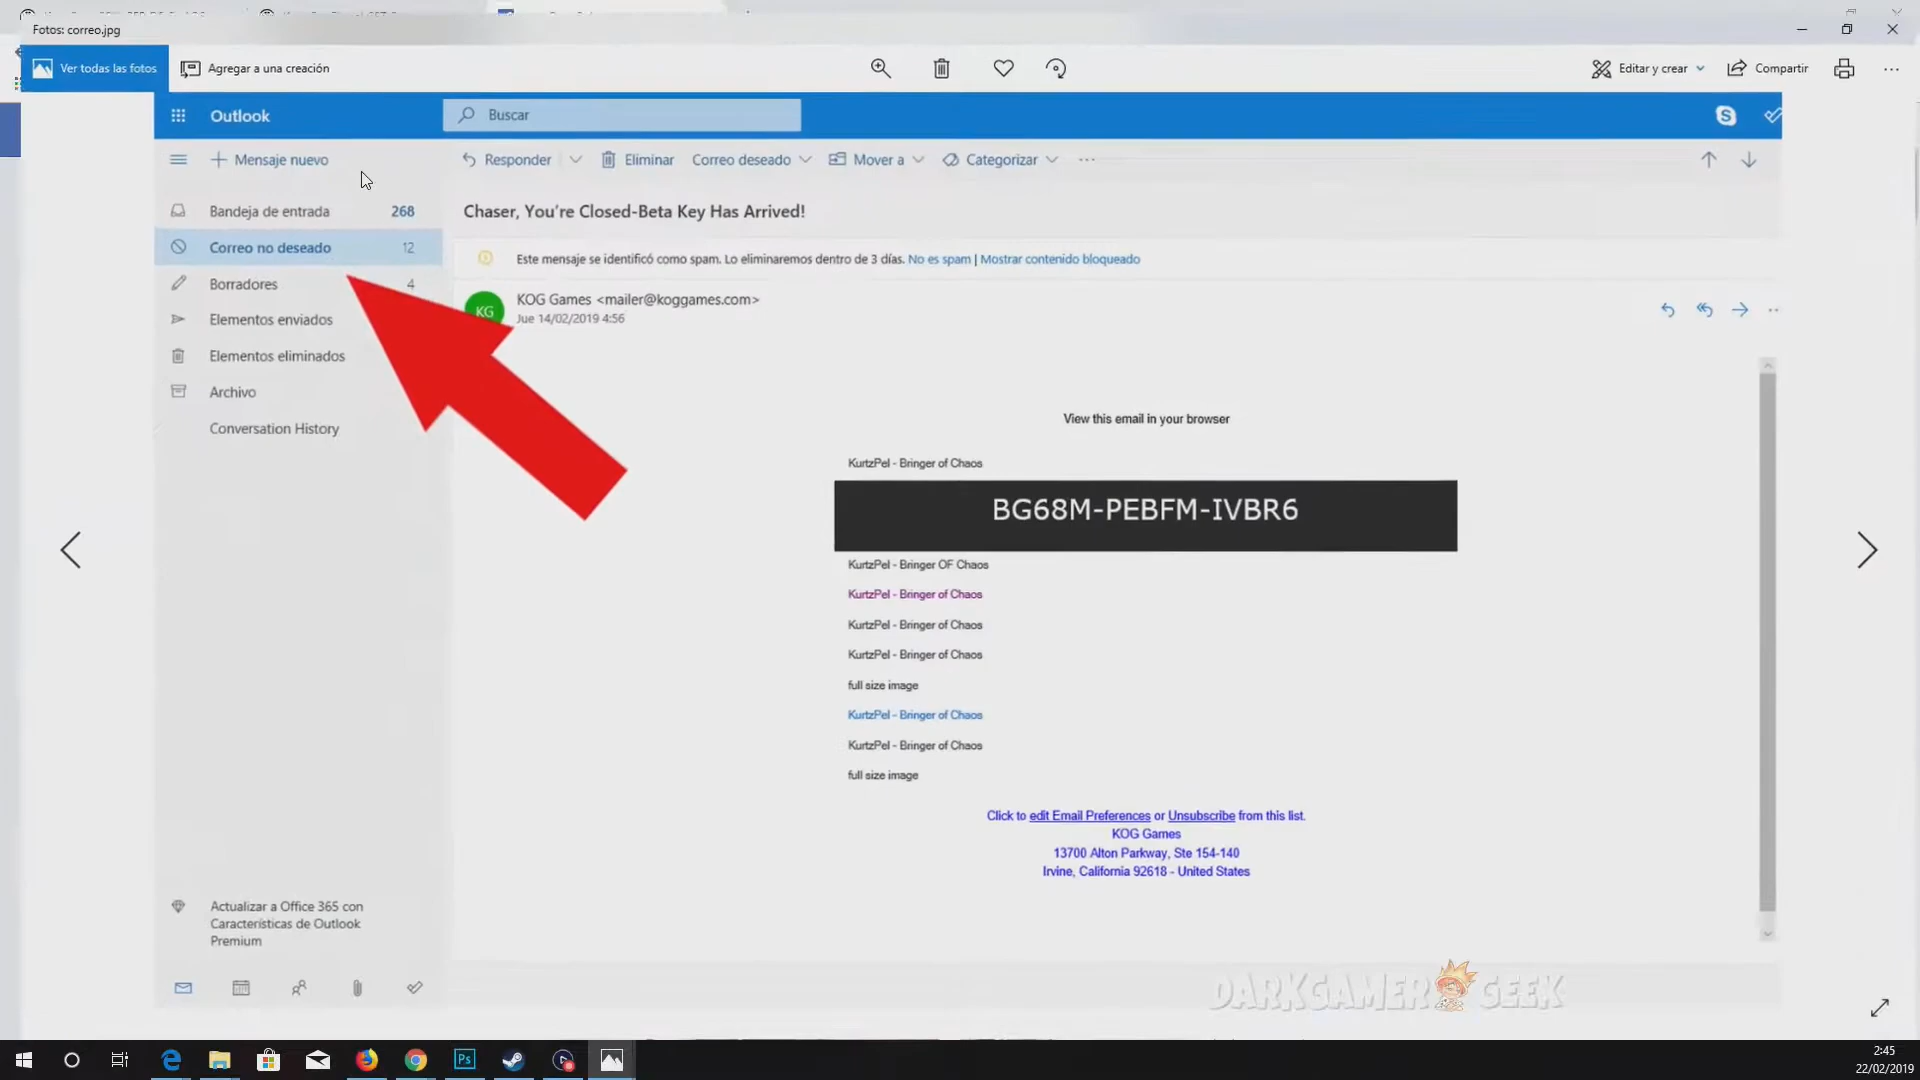 Fotos: correo.jpg
Ver todas las fotos
Agregar a una creación
Editar y crear
Compartir
Outlook
Buscar
Mensaje nuevo
Responder
Eliminar
Correo deseado
Mover a
Categorizar
Bandeja de entrada 268
Correo no deseado 12
Borradores 4
Elementos enviados
Elementos eliminados
Archivo
Conversation History
Chaser, You're Closed-Beta Key Has Arrived!
Este mensaje se identificó como spam. Lo eliminaremos dentro de 3 días. No es spam | Mostrar contenido bloqueado
KG
KOG Games <mailer@koggames.com>
Jue 14/02/2019 4:56
View this email in your browser
KurtzPel - Bringer of Chaos
BG68M-PEBFM-IVBR6
KurtzPel - Bringer OF Chaos
KurtzPel - Bringer of Chaos
KurtzPel - Bringer of Chaos
KurtzPel - Bringer of Chaos
full size image
KurtzPel - Bringer of Chaos
KurtzPel - Bringer of Chaos
full size image
Click to edit Email Preferences or Unsubscribe from this list.
KOG Games
13700 Alton Parkway, Ste 154-140
Irvine, California 92618 - United States
Actualizar a Office 365 con
Características de Outlook
Premium
DARKGAMER GEEK
Ps
2:45
22/02/2019